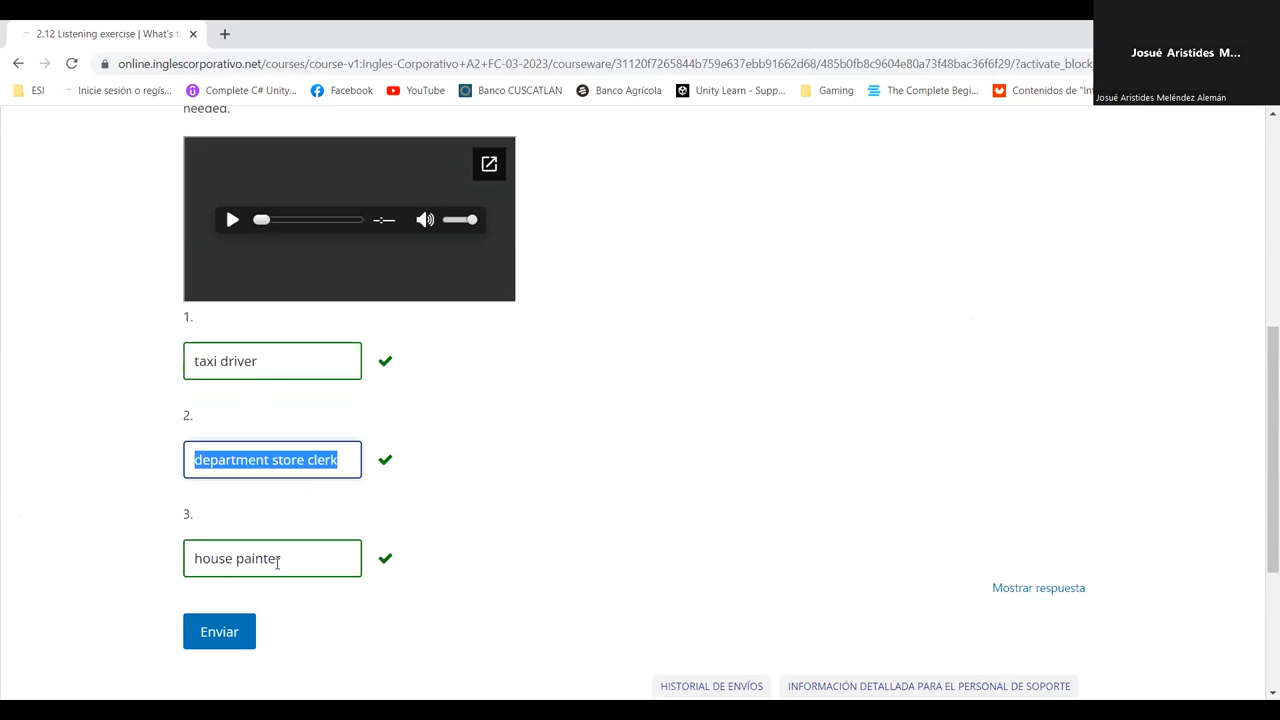 2.12 Listening exercise | What's t
online.inglescorporativo.net/courses/course-v1:Ingles-Corporativo+A2+FC-03-2023/courseware/31120f7265844b759e637ebb91662d68/485b0fb8c9604e80a73f48bac36f6f29/?activate_block
ESI
Inicie sesión o regís...
Complete C# Unity...
Facebook
YouTube
Banco CUSCATLAN
Banco Agrícola
Unity Learn - Supp...
Gaming
The Complete Begi...
Contenidos de "In
Josué Aristides M...
Josué Aristides Meléndez Alemán
needed.
1.
taxi driver
2.
department store clerk
3.
house painter
Mostrar respuesta
Enviar
HISTORIAL DE ENVÍOS
INFORMACIÓN DETALLADA PARA EL PERSONAL DE SOPORTE